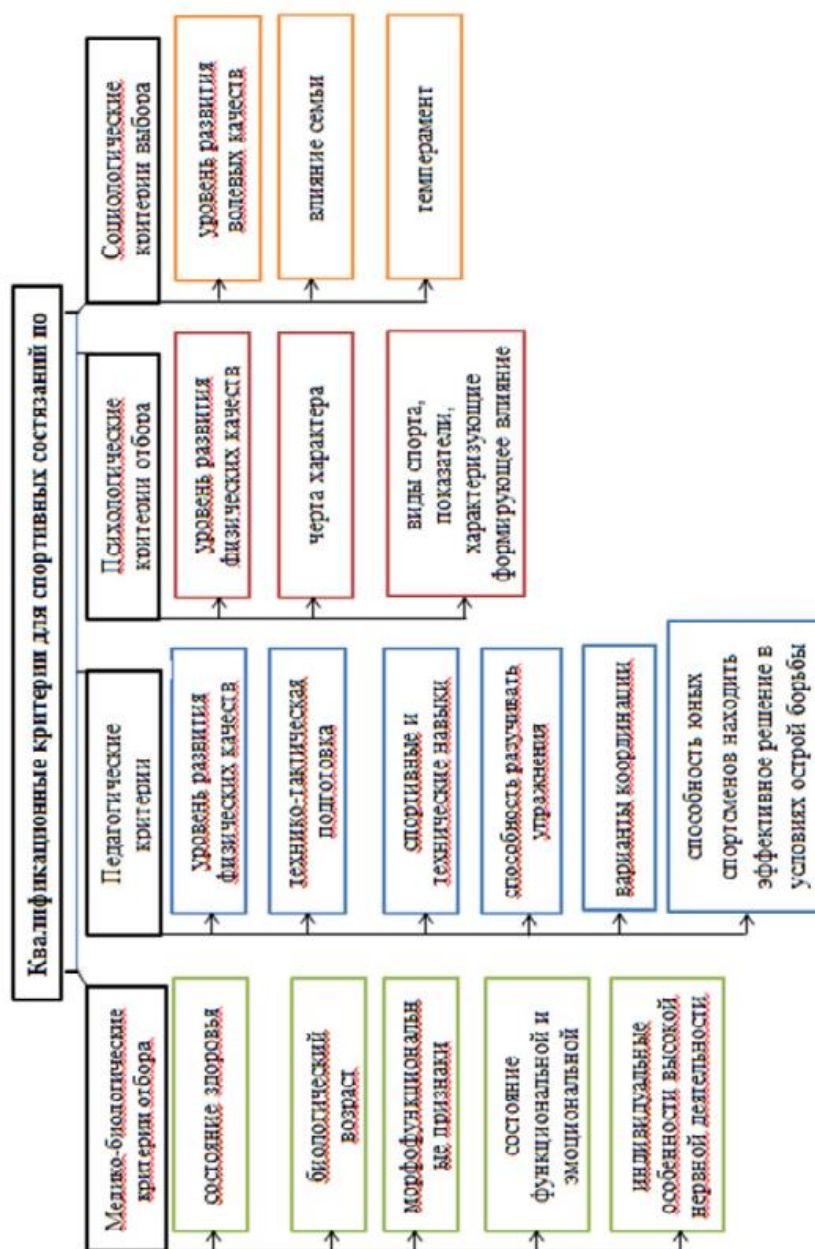 Квалификационные критерии для спортивных состязаний по
Медико-биологические
критерии отбора
состояние здоровья
биологический
возраст
морфофункциональн
ые признаки
состояние
функциональной и
эмоциональной
индивидуальные
особенности высокой
нервной деятельности
Педагогические
критерии
уровень развития
физических качеств
технико-тактическая
подготовка
спортивные и
технические навыки
способность разучивать
упражнения
варианты координации
способность юных
спортсменов находить
эффективное решение в
условиях острой борьбы
Психологические
критерии отбора
уровень развития
физических качеств
черта характера
виды спорта,
показатели,
характеризующие
формирующее влияние
Социологические
критерии выбора
уровень развития
волевых качеств
влияние семьи
темперамент